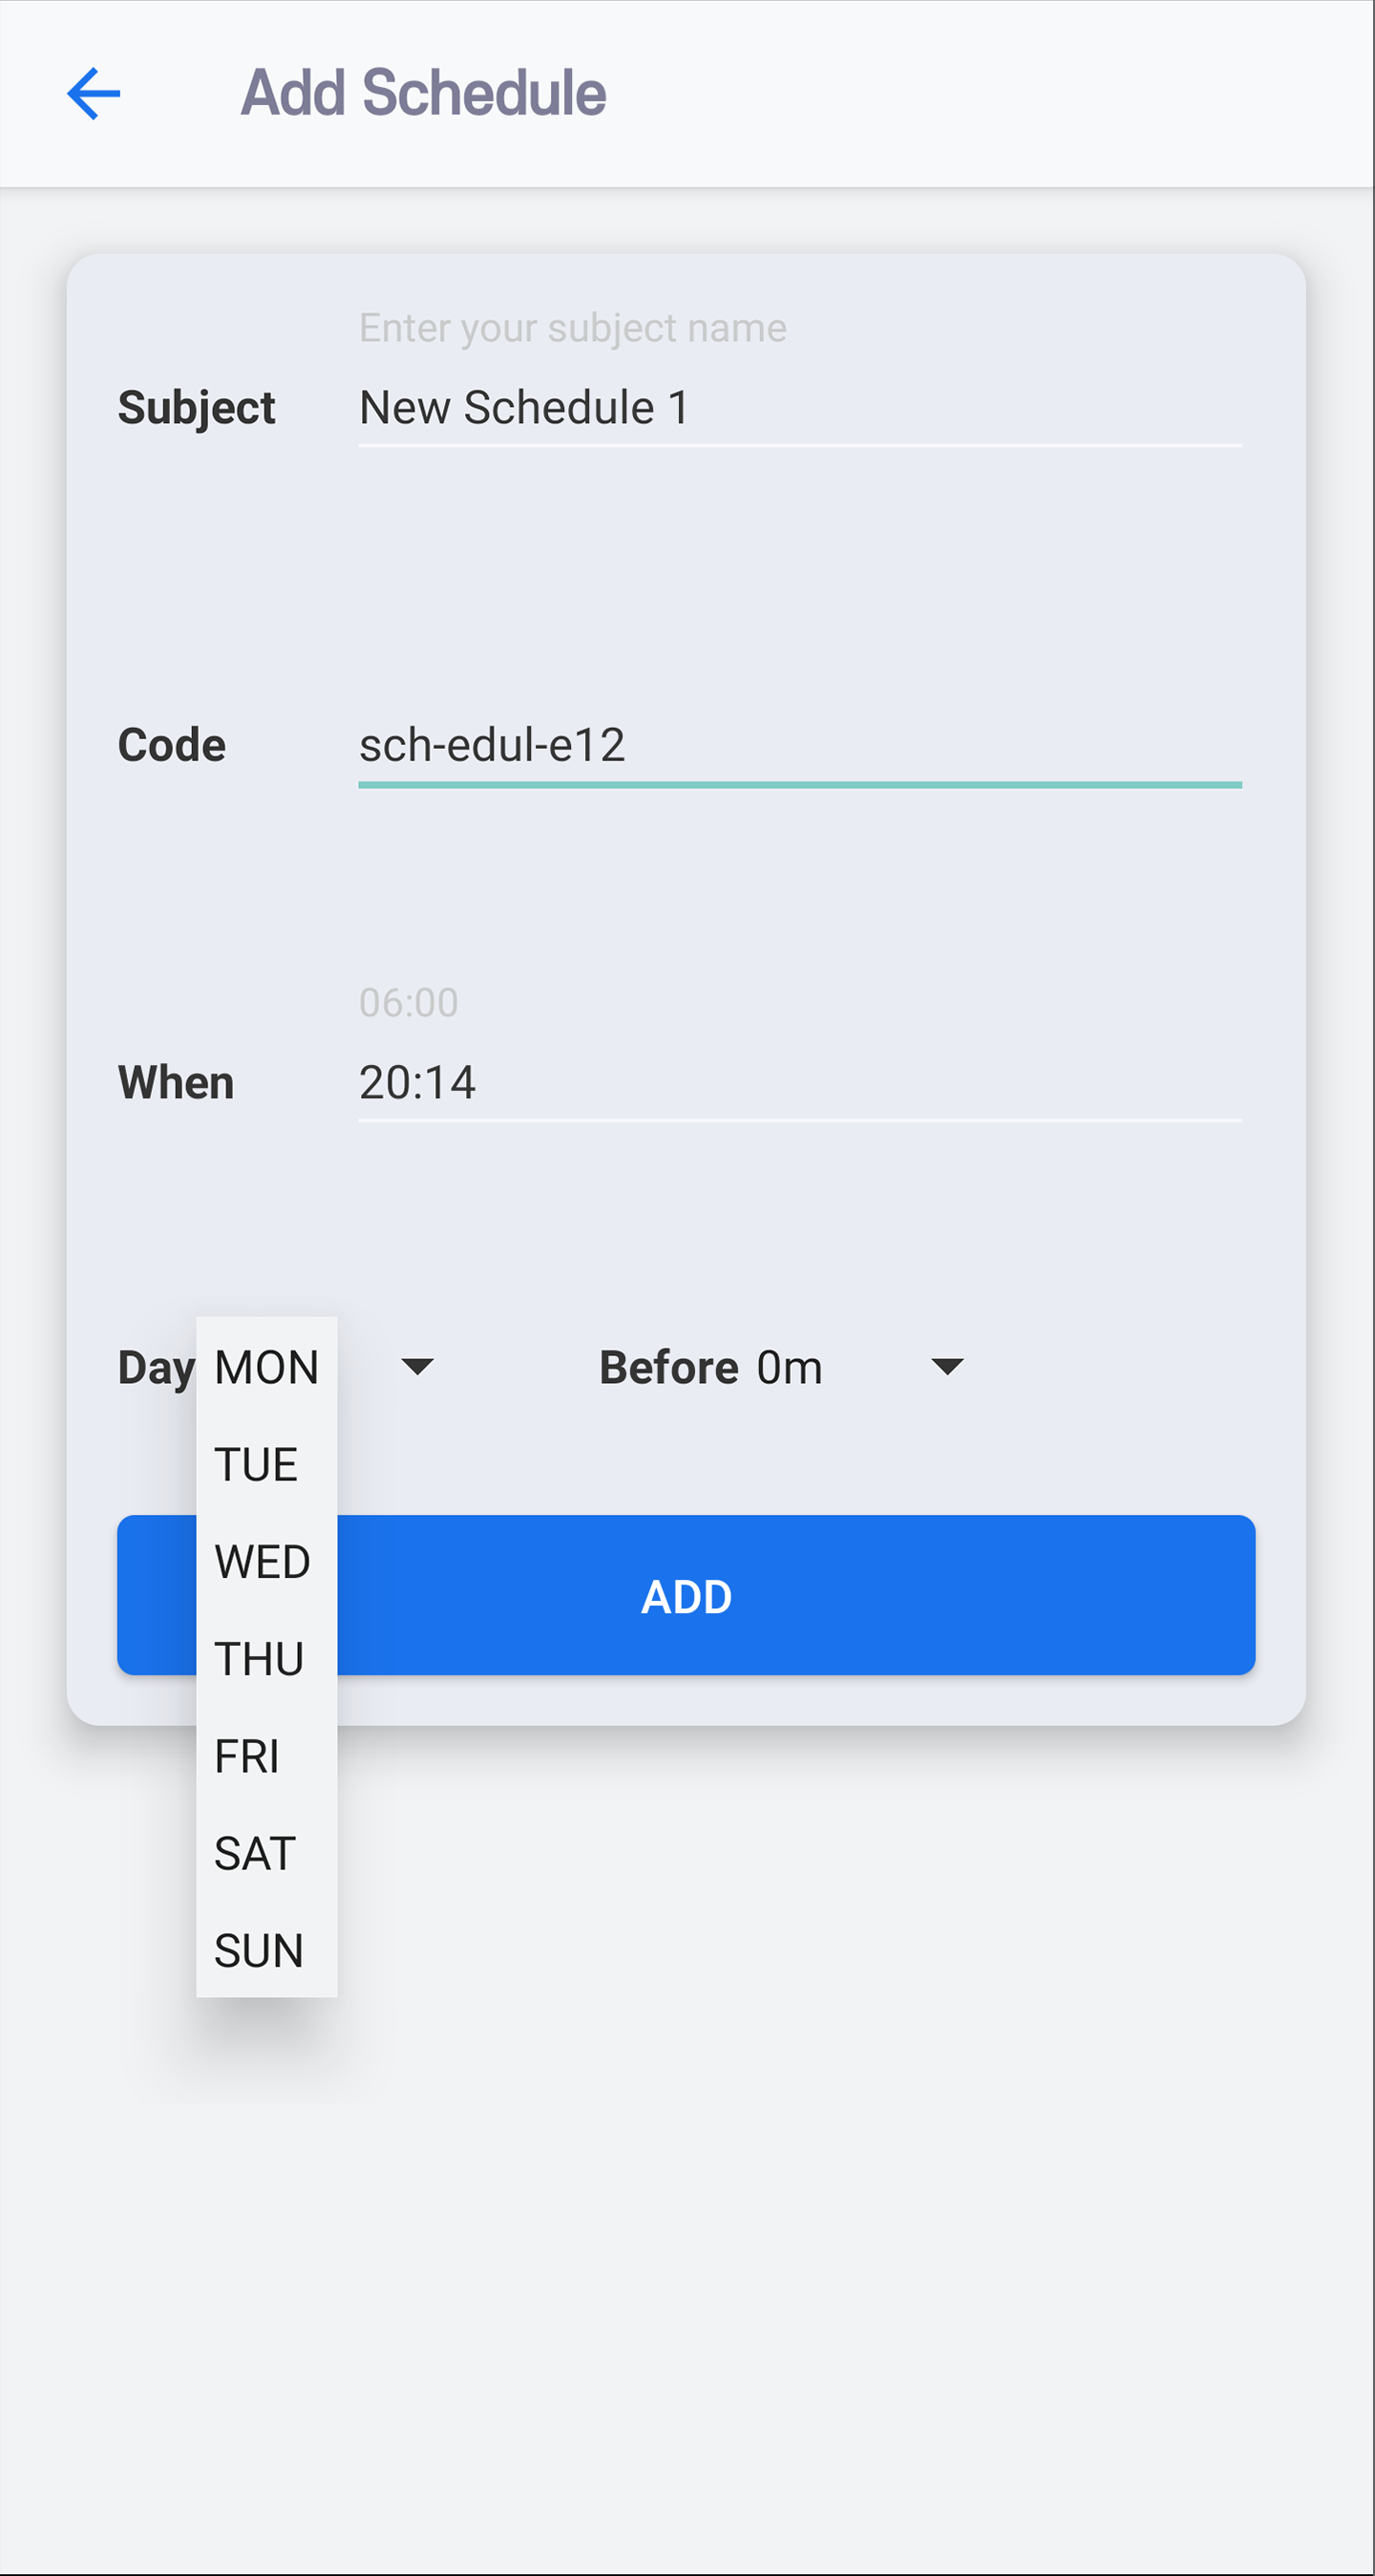 Add Schedule
Enter your subject name
Subject New Schedule 1
Code sch-edul-e12
06:00
When 20:14
Day MON Before 0m
TUE
WED
ADD
THU
FRI
SAT
SUN